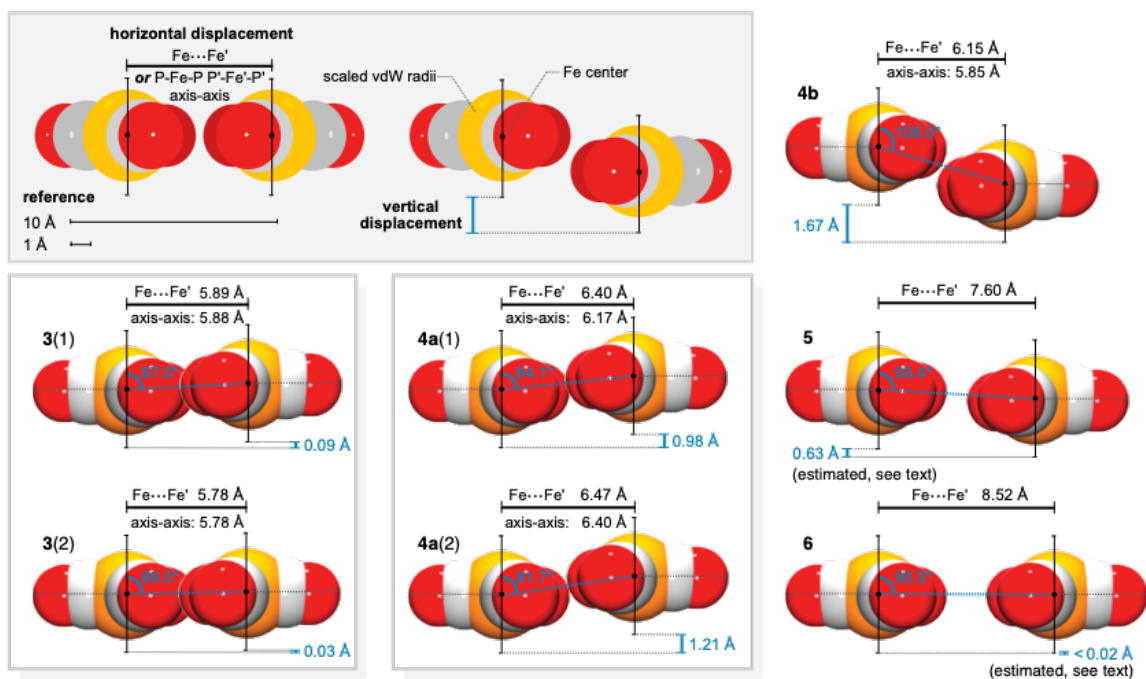 horizontal displacement
Fe···Fe'
or P-Fe-P P'-Fe'-P'
axis-axis
scaled vdW radii
Fe center
reference
10 Å
1 Å
vertical
displacement
Fe···Fe' 6.15 Å
axis-axis: 5.85 Å
4b
106.0°
1.67 Å
Fe···Fe' 5.89 Å
axis-axis: 5.88 Å
3(1)
87.0°
0.09 Å
Fe···Fe' 5.78 Å
axis-axis: 5.78 Å
3(2)
89.0°
0.03 Å
Fe···Fe' 6.40 Å
axis-axis: 6.17 Å
4a(1)
84.1°
0.98 Å
Fe···Fe' 6.47 Å
axis-axis: 6.40 Å
4a(2)
81.7°
1.21 Å
Fe···Fe' 7.60 Å
5
93.4°
0.63 Å
(estimated, see text)
Fe···Fe' 8.52 Å
6
90.3°
< 0.02 Å
(estimated, see text)